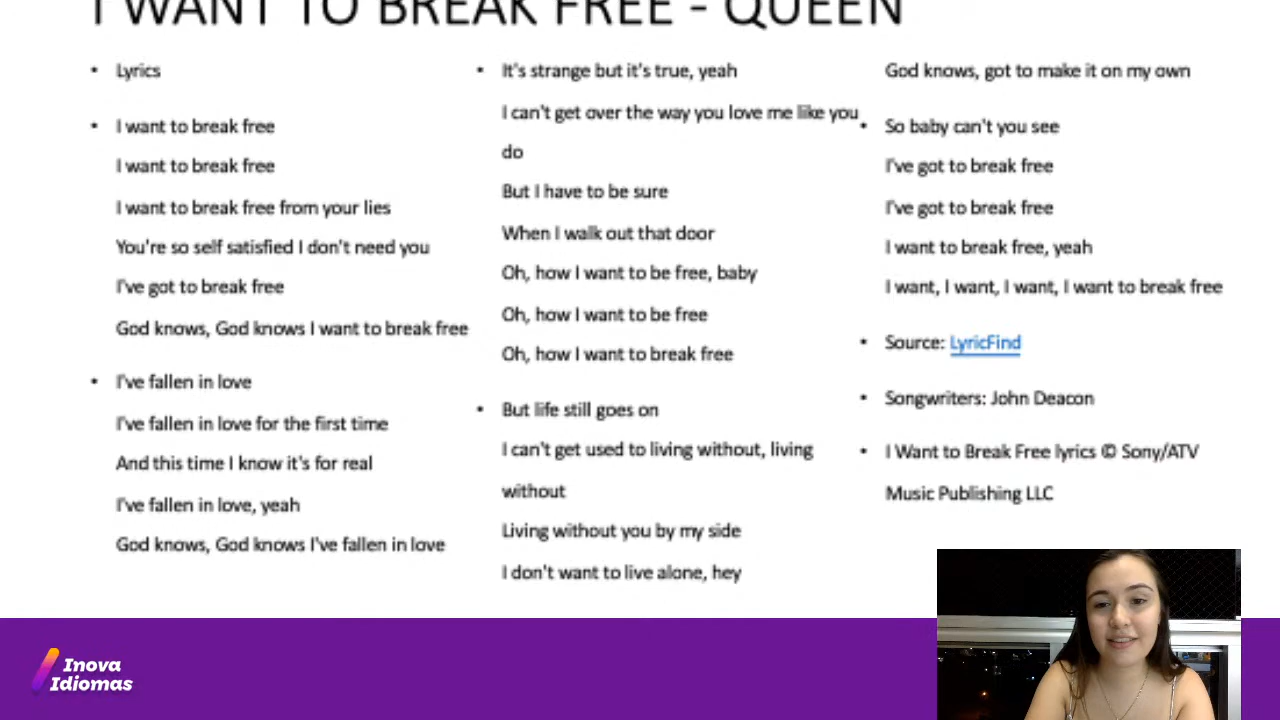 I WANT TO BREAK FREE - QUEEN
• Lyrics
• I want to break free
I want to break free
I want to break free from your lies
You're so self satisfied I don't need you
I've got to break free
God knows, God knows I want to break free
• I've fallen in love
I've fallen in love for the first time
And this time I know it's for real
I've fallen in love, yeah
God knows, God knows I've fallen in love
• It's strange but it's true, yeah
I can't get over the way you love me like you
do
But I have to be sure
When I walk out that door
Oh, how I want to be free, baby
Oh, how I want to be free
Oh, how I want to break free
• But life still goes on
I can't get used to living without, living
without
Living without you by my side
I don't want to live alone, hey
God knows, got to make it on my own
• So baby can't you see
I've got to break free
I've got to break free
I want to break free, yeah
I want, I want, I want, I want to break free
• Source: LyricFind
• Songwriters: John Deacon
• I Want to Break Free lyrics © Sony/ATV
Music Publishing LLC
Inova
Idiomas